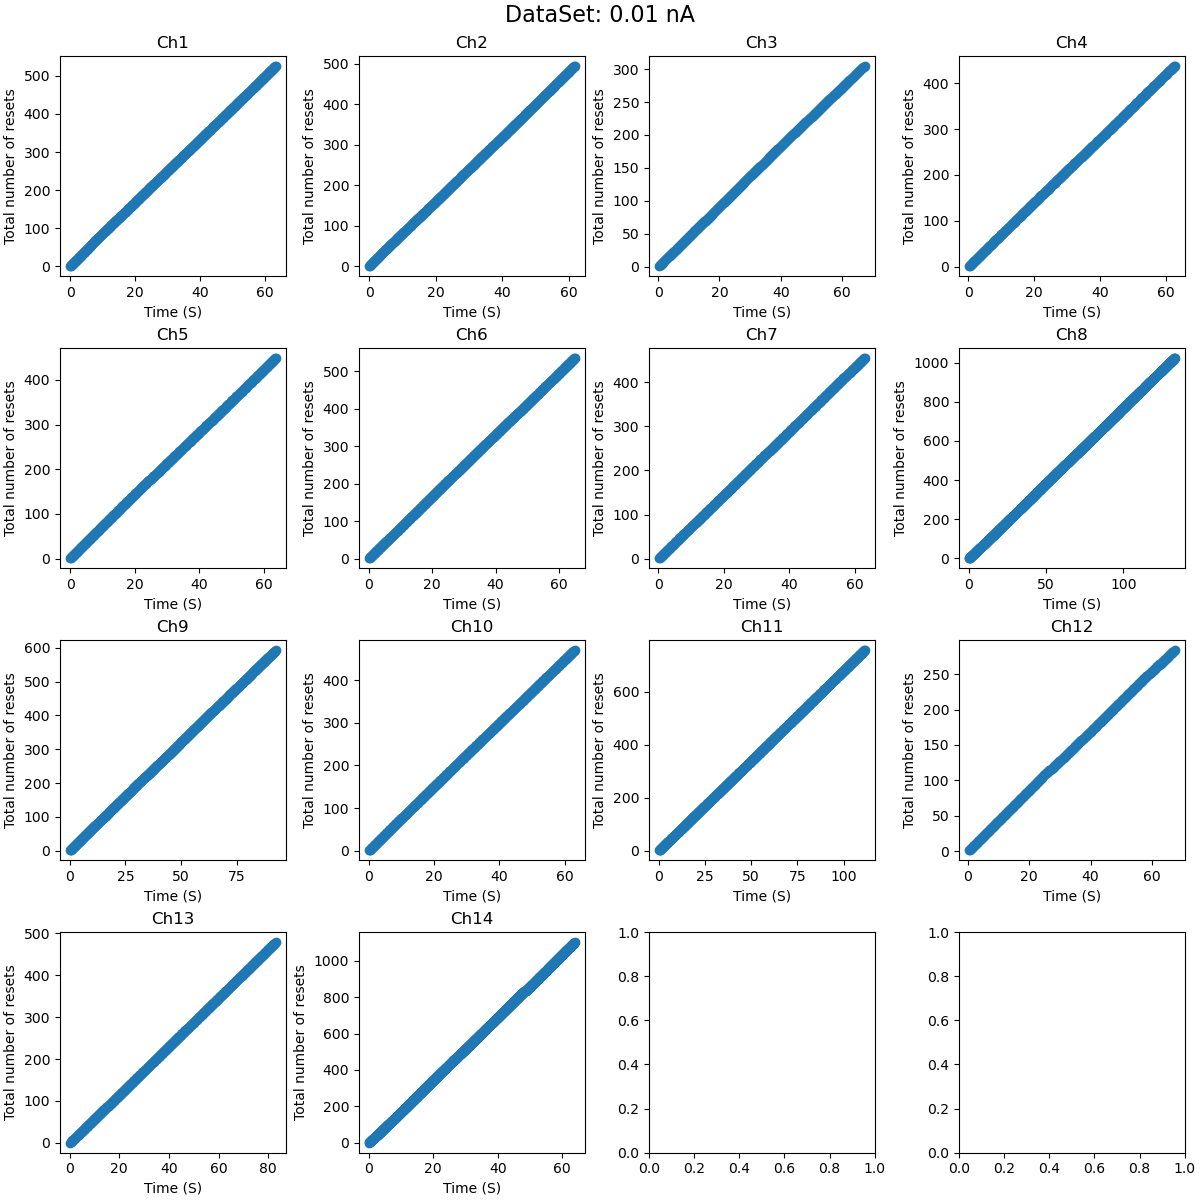 DataSet: 0.01 nA
Ch1
Total number of resets
500
400
300
200
100
0
0 20 40 60
Time (S)
Ch2
Total number of resets
500
400
300
200
100
0
0 20 40 60
Time (S)
Ch3
Total number of resets
300
250
200
150
100
50
0
0 20 40 60
Time (S)
Ch4
Total number of resets
400
300
200
100
0
0 20 40 60
Time (S)
Ch5
Total number of resets
400
300
200
100
0
0 20 40 60
Time (S)
Ch6
Total number of resets
500
400
300
200
100
0
0 20 40 60
Time (S)
Ch7
Total number of resets
400
300
200
100
0
0 20 40 60
Time (S)
Ch8
Total number of resets
1000
800
600
400
200
0
0 50 100
Time (S)
Ch9
Total number of resets
600
500
400
300
200
100
0
0 25 50 75
Time (S)
Ch10
Total number of resets
400
300
200
100
0
0 20 40 60
Time (S)
Ch11
Total number of resets
600
400
200
0
0 25 50 75 100
Time (S)
Ch12
Total number of resets
250
200
150
100
50
0
0 20 40 60
Time (S)
Ch13
Total number of resets
500
400
300
200
100
0
0 20 40 60 80
Time (S)
Ch14
Total number of resets
1000
800
600
400
200
0
0 20 40 60
Time (S)
1.0
0.8
0.6
0.4
0.2
0.0
0.0 0.2 0.4 0.6 0.8 1.0
1.0
0.8
0.6
0.4
0.2
0.0
0.0 0.2 0.4 0.6 0.8 1.0